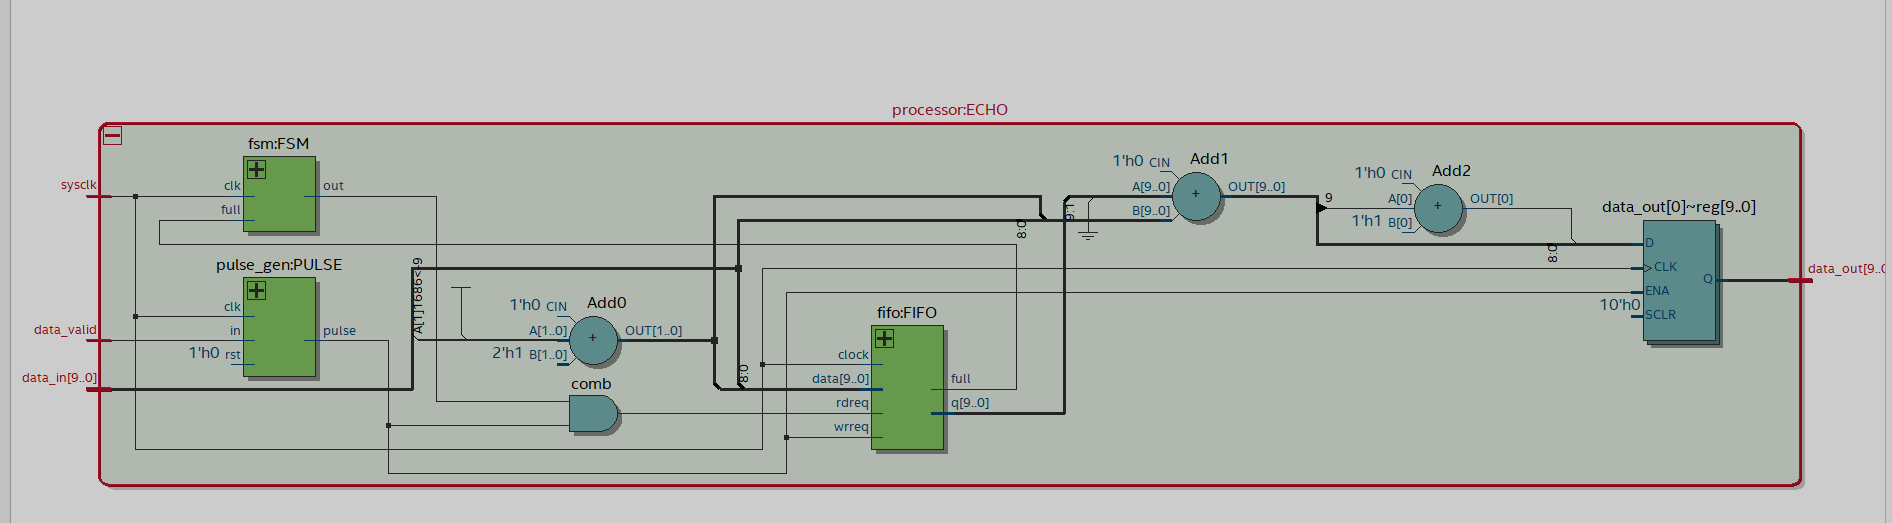 processor:ECHO
fsm:FSM
clk
out
full
sysclk
pulse_gen:PULSE
clk
in
pulse
1'h0 rst
data_valid
data_in[9..0]
A[1]1686<-9
1'h0 CIN
Add0
A[1..0]
OUT[1..0]
2'h1 B[1..0]
comb
8:0
fifo:FIFO
clock
data[9..0]
full
rdreq
q[9..0]
wrreq
8:0
9:1
1'h0 CIN
Add1
A[9..0]
OUT[9..0]
B[9..0]
9
1'h0 CIN
Add2
A[0]
OUT[0]
1'h1 B[0]
8:0
data_out[0]~reg[9..0]
D
CLK
Q
ENA
10'h0
SCLR
data_out[9..0